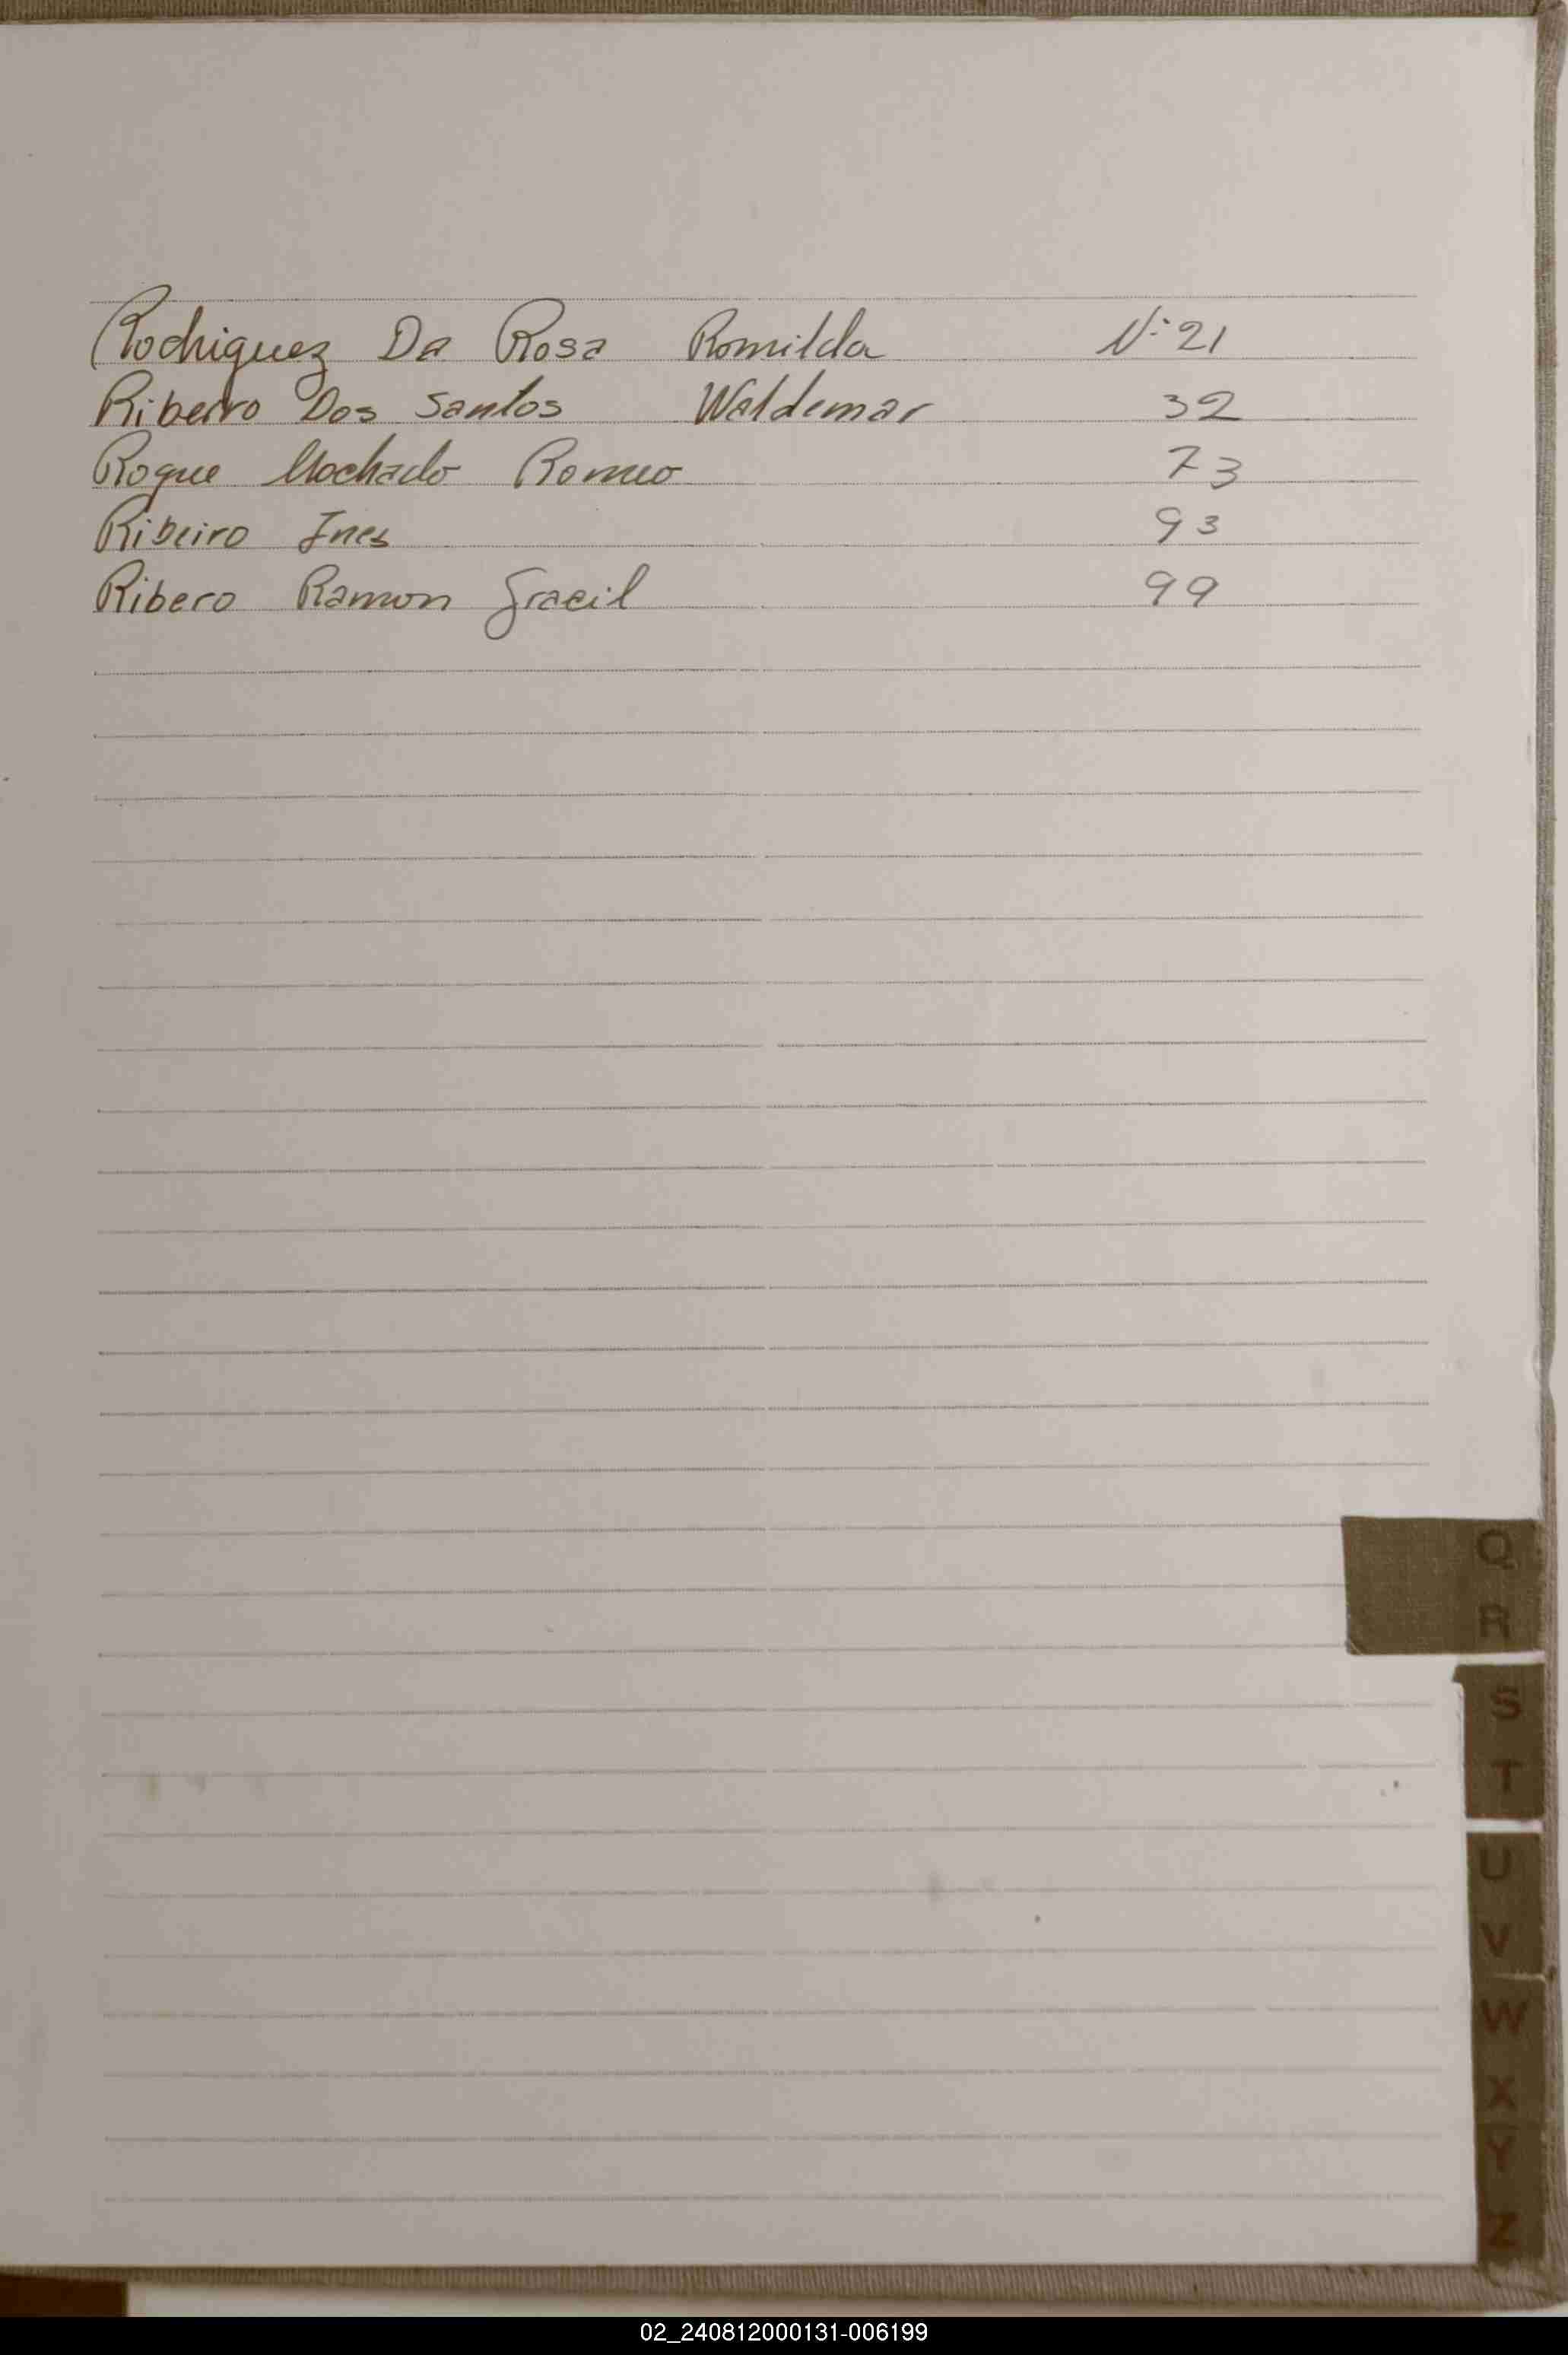 Rodriguez Da Rosa Romilda N° 21
Ribeiro Dos Santos Waldemar 32
Roque Machado Romeo 73
Ribeiro Ines 93
Ribero Ramon Gracil 99
Q
R
S
T
U
V
W
X
Y
Z
02_240812000131-006199